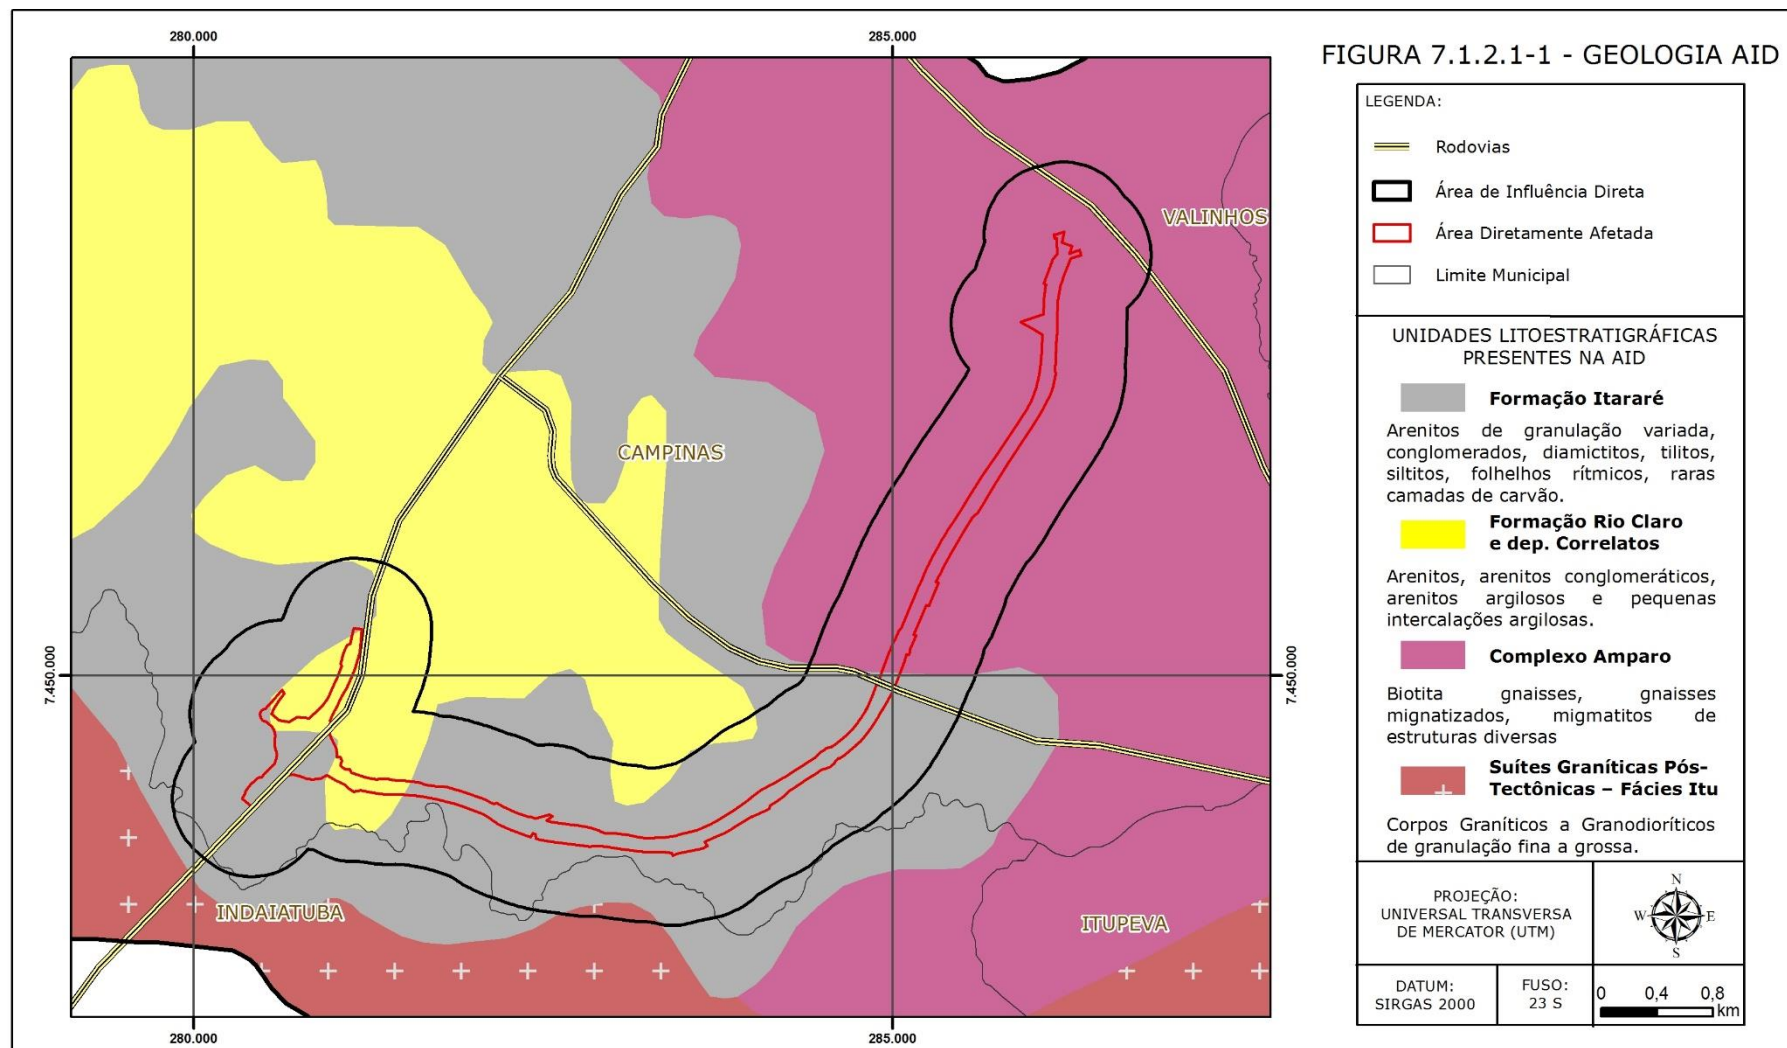 280.000
285.000
FIGURA 7.1.2.1-1 - GEOLOGIA AID
VALINHOS
CAMPINAS
INDAIATUBA
ITUPEVA
7.450.000
7.450.000
280.000
285.000
LEGENDA:
Rodovias
Área de Influência Direta
Área Diretamente Afetada
Limite Municipal
UNIDADES LITOESTRATIGRÁFICAS
PRESENTES NA AID
Formação Itararé
Arenitos de granulação variada,
conglomerados, diamictitos, tilitos,
siltitos, folhelhos rítmicos, raras
camadas de carvão.
Formação Rio Claro
e dep. Correlatos
Arenitos, arenitos conglomeráticos,
arenitos argilosos e pequenas
intercalações argilosas.
Complexo Amparo
Biotita gnaisses, gnaisses
mignatizados, migmatitos de
estruturas diversas
Suítes Graníticas Pós-
Tectônicas – Fácies Itu
Corpos Graníticos a Granodioríticos
de granulação fina a grossa.
PROJEÇÃO:
UNIVERSAL TRANSVERSA
DE MERCATOR (UTM)
N
W E
S
DATUM:
SIRGAS 2000
FUSO:
23 S
0 0,4 0,8
km